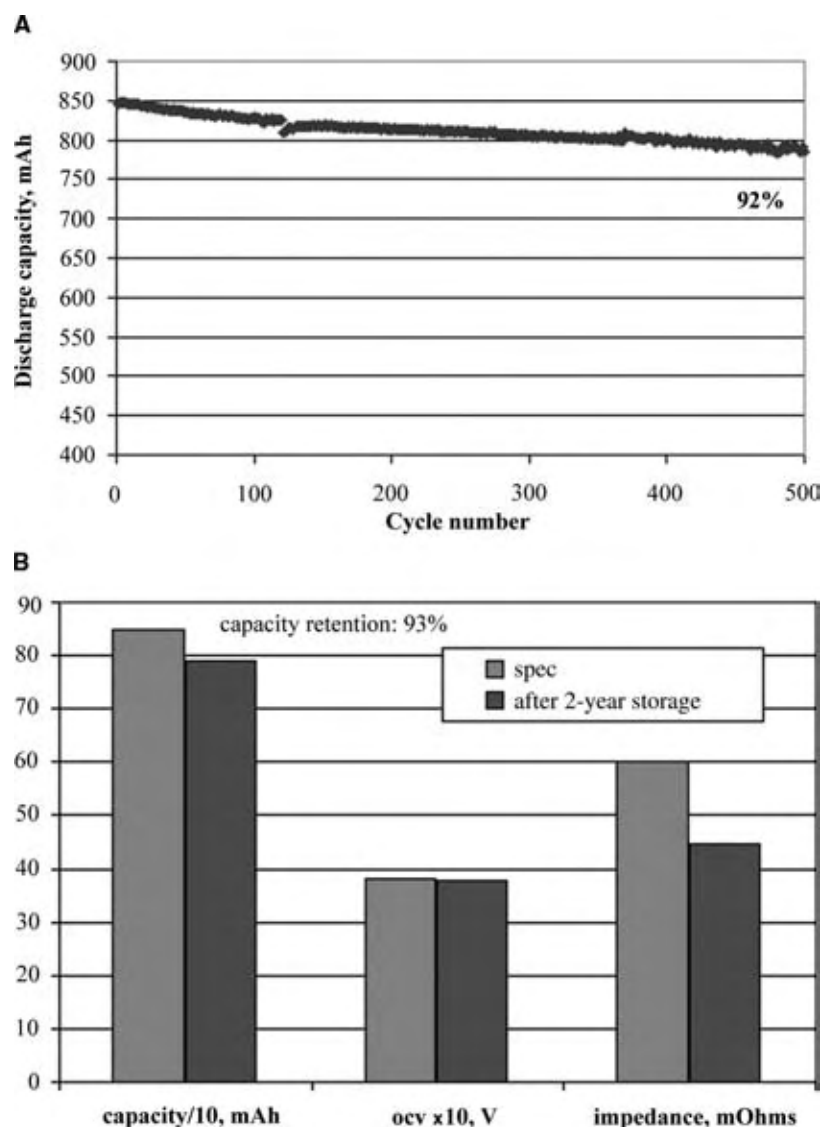 A
900
850
800
750
700
650
600
550
500
450
400
Discharge capacity, mAh
92%
0 100 200 300 400 500
Cycle number
B
90
80
70
60
50
40
30
20
10
0
capacity retention: 93%
spec
after 2-year storage
capacity/10, mAh ocv x10, V impedance, mOhms